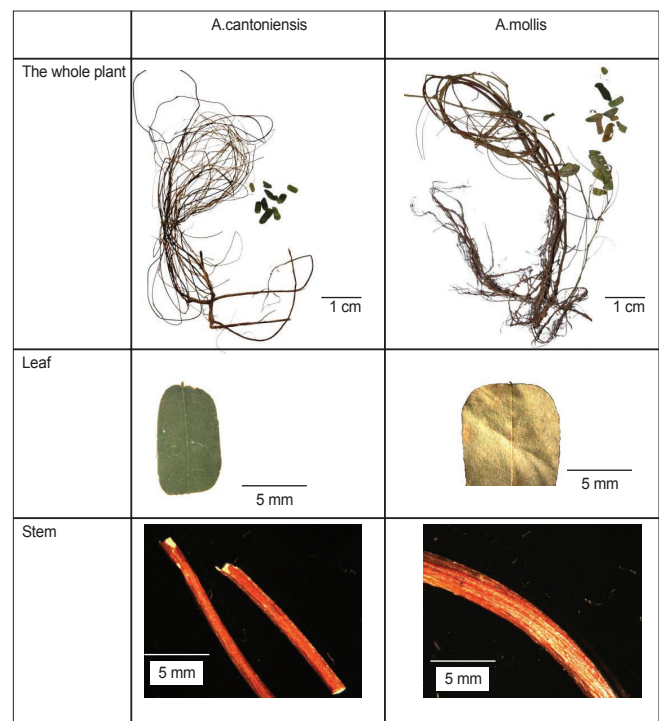 A.cantoniensis
A.mollis
The whole plant
1 cm
1 cm
Leaf
5 mm
5 mm
Stem
5 mm
5 mm